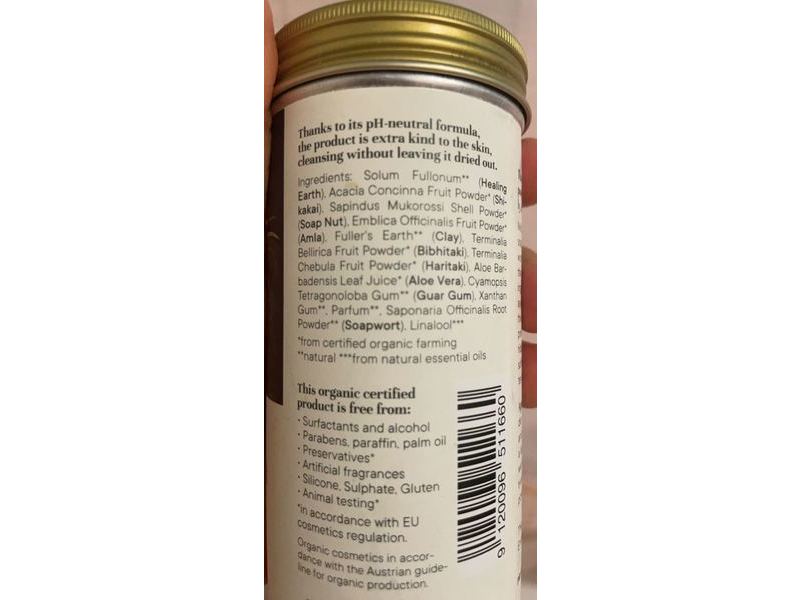 Thanks to its pH-neutral formula,
the product is extra kind to the skin,
cleansing without leaving it dried out.
Ingredients: Solum Fullonum** (Healing
Earth), Acacia Concinna Fruit Powder* (Shi-
kakai), Sapindus Mukorossi Shell Powder*
(Soap Nut), Emblica Officinalis Fruit Powder*
(Amla), Fuller's Earth** (Clay), Terminalia
Bellirica Fruit Powder* (Bibhitaki), Terminalia
Chebula Fruit Powder* (Haritaki), Aloe Bar-
badensis Leaf Juice* (Aloe Vera), Cyamopsis
Tetragonoloba Gum** (Guar Gum), Xanthan
Gum**, Parfum**, Saponaria Officinalis Root
Powder** (Soapwort), Linalool***
*from certified organic farming
**natural ***from natural essential oils
This organic certified
product is free from:
· Surfactants and alcohol
· Parabens, paraffin, palm oil
· Preservatives*
· Artificial fragrances
· Silicone, Sulphate, Gluten
· Animal testing*
*in accordance with EU
cosmetics regulation.
Organic cosmetics in accor-
dance with the Austrian guide-
line for organic production.
9 120096 511660